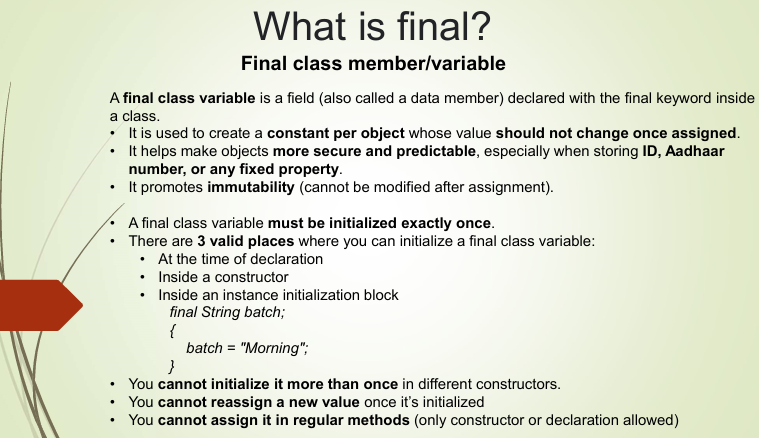 What is final?
Final class member/variable
A final class variable is a field (also called a data member) declared with the final keyword inside
a class.
• It is used to create a constant per object whose value should not change once assigned.
• It helps make objects more secure and predictable, especially when storing ID, Aadhaar
number, or any fixed property.
• It promotes immutability (cannot be modified after assignment).
• A final class variable must be initialized exactly once.
• There are 3 valid places where you can initialize a final class variable:
• At the time of declaration
• Inside a constructor
• Inside an instance initialization block
final String batch;
{
batch = "Morning";
}
• You cannot initialize it more than once in different constructors.
• You cannot reassign a new value once it's initialized
• You cannot assign it in regular methods (only constructor or declaration allowed)